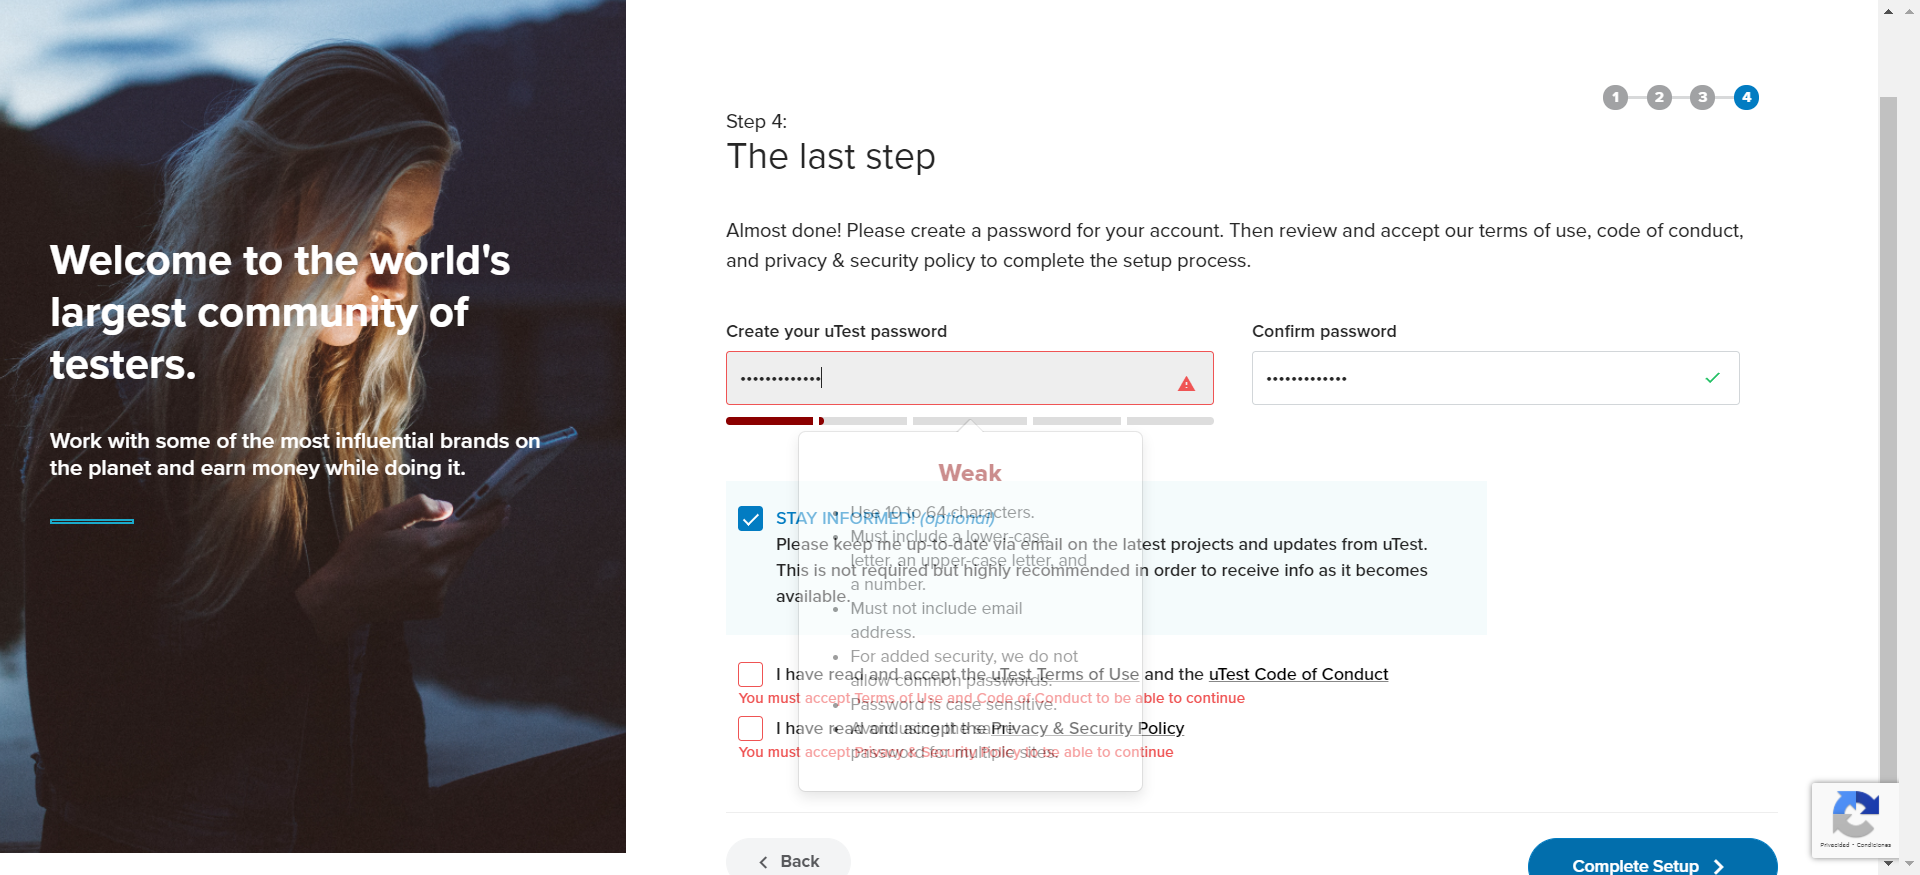 Welcome to the world's
largest community of
testers.
Work with some of the most influential brands on
the planet and earn money while doing it.
1 2 3 4
Step 4:
The last step
Almost done! Please create a password for your account. Then review and accept our terms of use, code of conduct,
and privacy & security policy to complete the setup process.
Create your uTest password
Confirm password
Weak
Use 10 to 64 characters.
Must include a lower-case
letter, an upper-case letter, and
a number.
Must not include email
address.
For added security, we do not
allow common passwords.
Password is case sensitive.
Avoid using the same
password for multiple sites.
STAY INFORMED! (optional)
Please keep me up-to-date via email on the latest projects and updates from uTest.
This is not required but highly recommended in order to receive info as it becomes
available.
I have read and accept the uTest Terms of Use and the uTest Code of Conduct
You must accept Terms of Use and Code of Conduct to be able to continue
I have read and accept the Privacy & Security Policy
You must accept Privacy & Security Policy to be able to continue
Back
Complete Setup
Privacidad - Condiciones